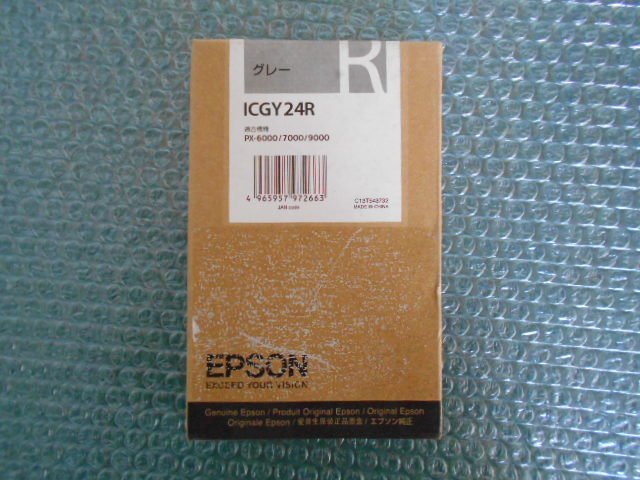 グレー
R
ICGY24R
適合機種
PX-6000/7000/9000
4 965957 972663
JAN code
C13T543732
MADE IN CHINA
EPSON
EXCEED YOUR VISION
Genuine Epson / Produit Original Epson / Original Epson
Originale Epson / 爱普生原装正品墨盒 / エプソン純正